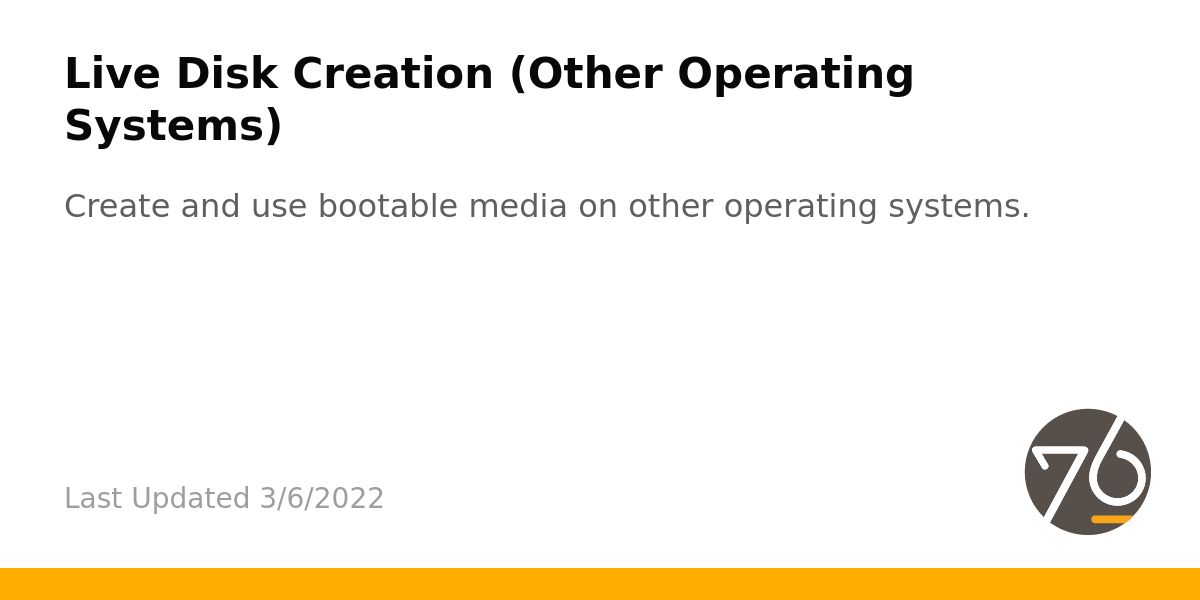 Live Disk Creation (Other Operating
Systems)
Create and use bootable media on other operating systems.
Last Updated 3/6/2022
76